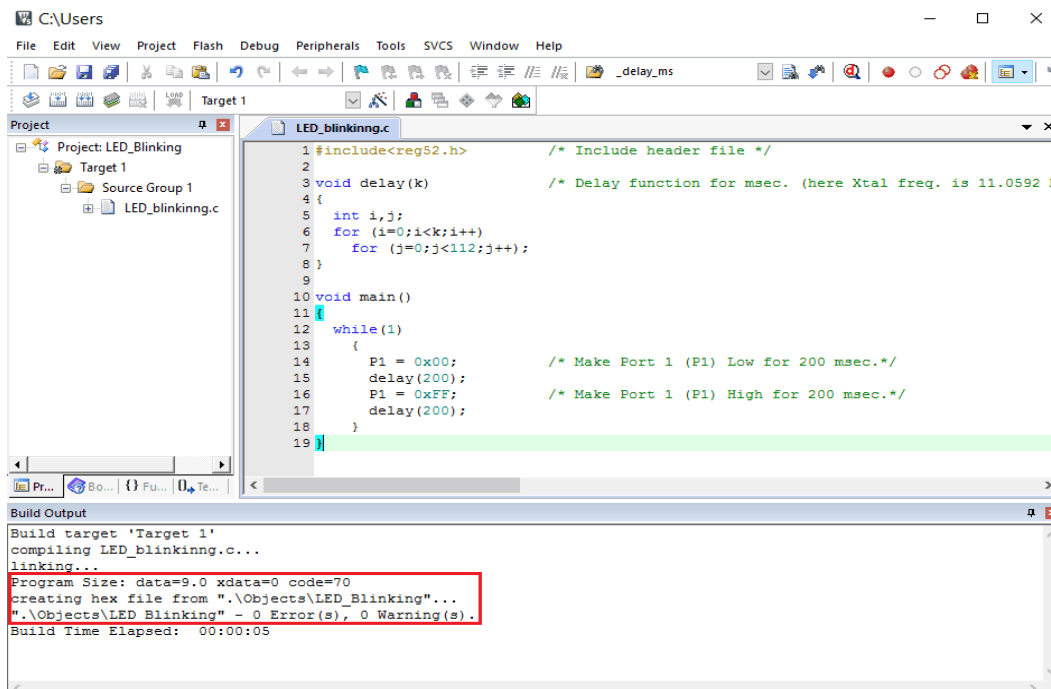 C:\Users
File Edit View Project Flash Debug Peripherals Tools SVCS Window Help
_delay_ms
LOAD
Target 1
Project
LED_blinkinng.c
Project: LED_Blinking
Target 1
Source Group 1
LED_blinkinng.c
1 #include<reg52.h> /* Include header file */
2
3 void delay(k) /* Delay function for msec. (here Xtal freq. is 11.0592
4 {
5 int i,j;
6 for (i=0;i<k;i++)
7 for (j=0;j<112;j++);
8 }
9
10 void main()
11 {
12 while(1)
13 {
14 P1 = 0x00; /* Make Port 1 (P1) Low for 200 msec.*/
15 delay(200);
16 P1 = 0xFF; /* Make Port 1 (P1) High for 200 msec.*/
17 delay(200);
18 }
19 }
Pr... Bo... {} Fu... 0 Te...
Build Output
Build target 'Target 1'
compiling LED_blinkinng.c...
linking...
Program Size: data=9.0 xdata=0 code=70
creating hex file from ".\Objects\LED_Blinking"...
".\Objects\LED Blinking" - 0 Error(s), 0 Warning(s).
Build Time Elapsed: 00:00:05